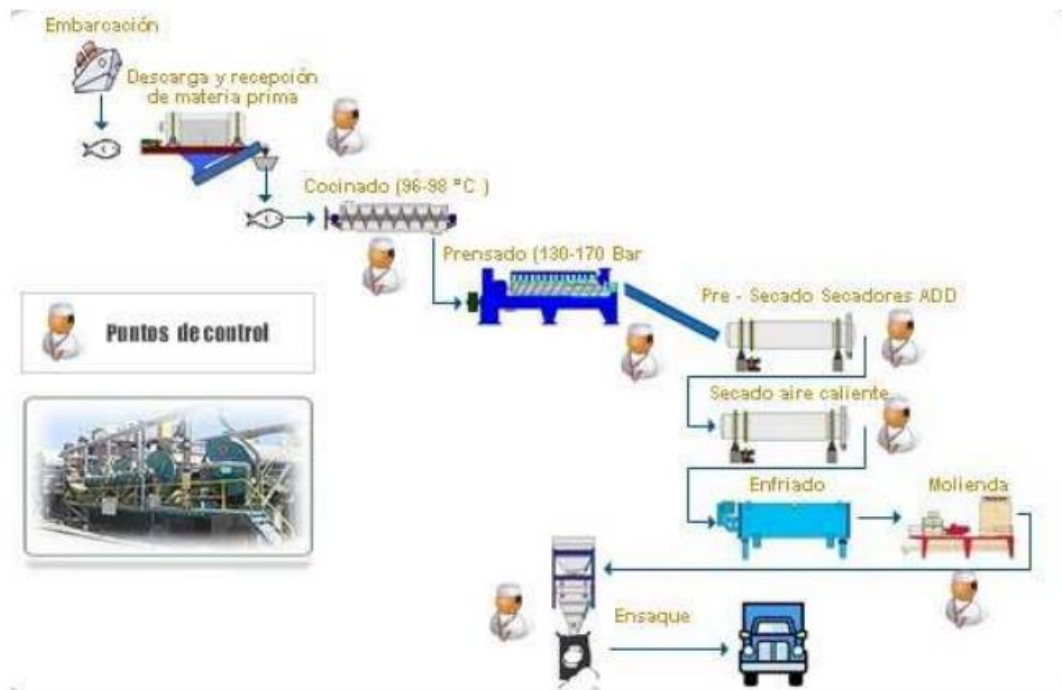 Embarcación
Descarga y recepción
de materia prima
Cocinado (96-98 °C )
Prensado (130-170 Bar
Pre - Secado Secadores ADD
Puntos de control
Secado aire caliente
Enfriado
Molienda
Ensaque